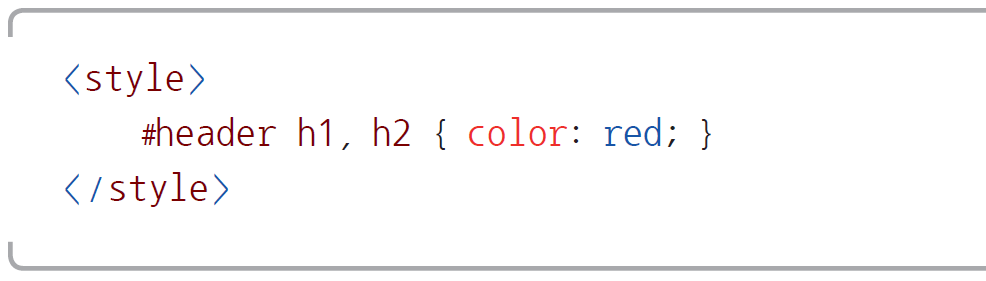 <style>
#header h1, h2 { color: red; }
</style>